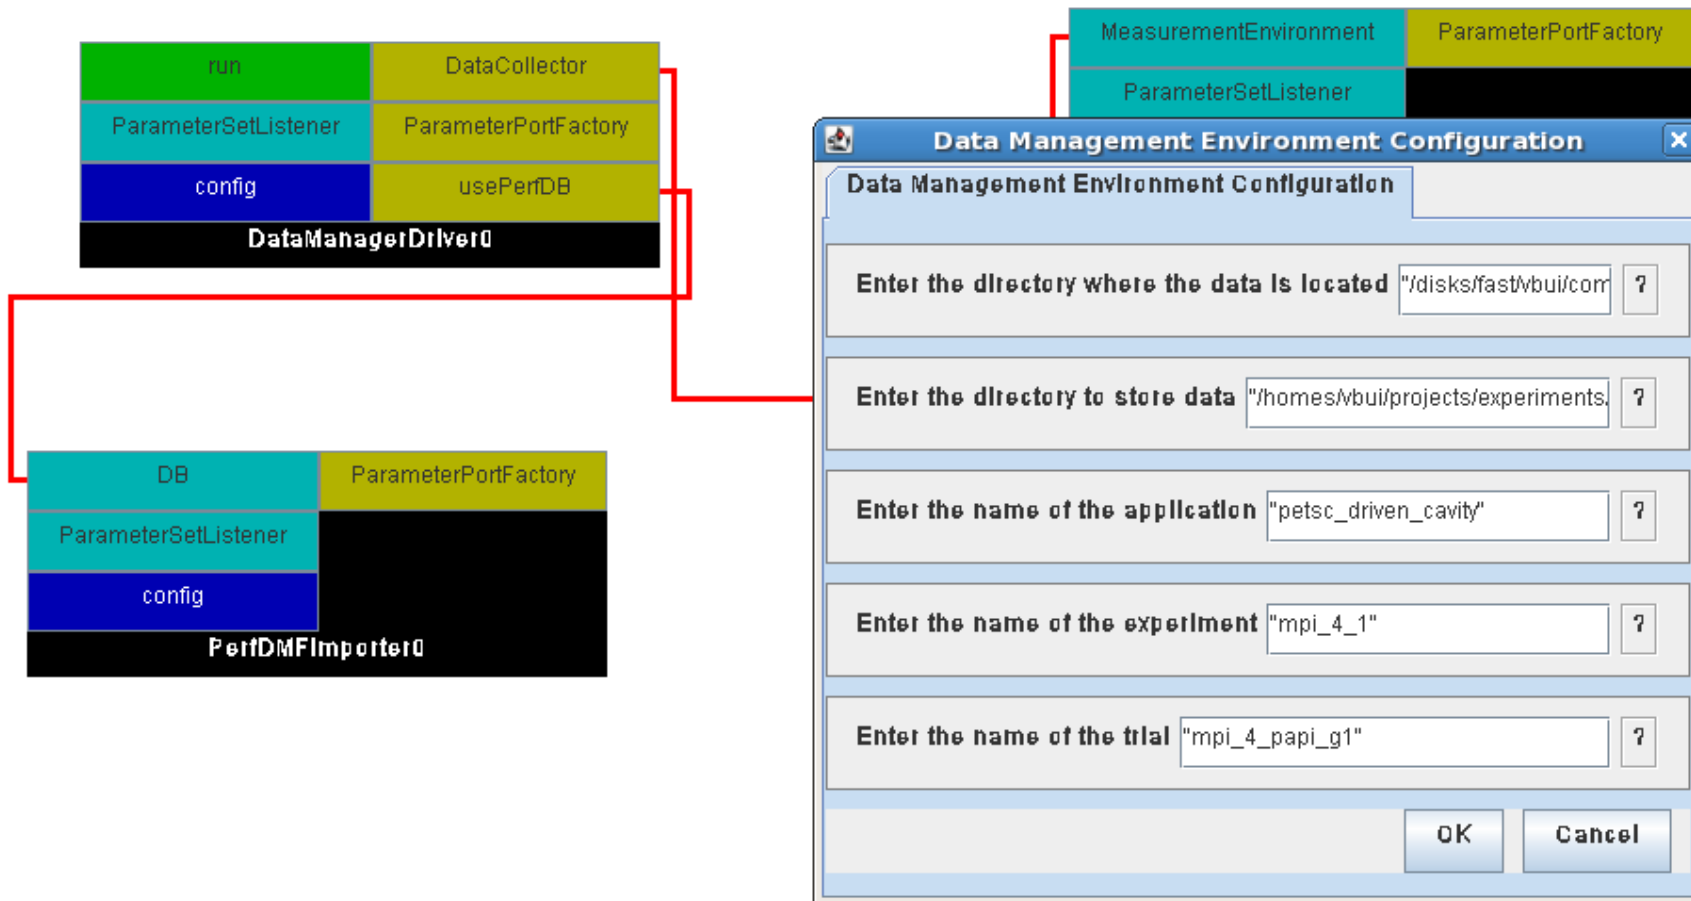 MeasurementEnvironment ParameterPortFactory
ParameterSetListener
run DataCollector
ParameterSetListener ParameterPortFactory
config usePerfDB
DataManagerDriver0
DB ParameterPortFactory
ParameterSetListener
config
PerfDMFImporter0
Data Management Environment Configuration
Data Management Environment Configuration
Enter the directory where the data is located "/disks/fast/vbui/com ?
Enter the directory to store data "/homes/vbui/projects/experiments. ?
Enter the name of the application "petsc_driven_cavity" ?
Enter the name of the experiment "mpi_4_1" ?
Enter the name of the trial "mpi_4_papi_g1" ?
OK Cancel